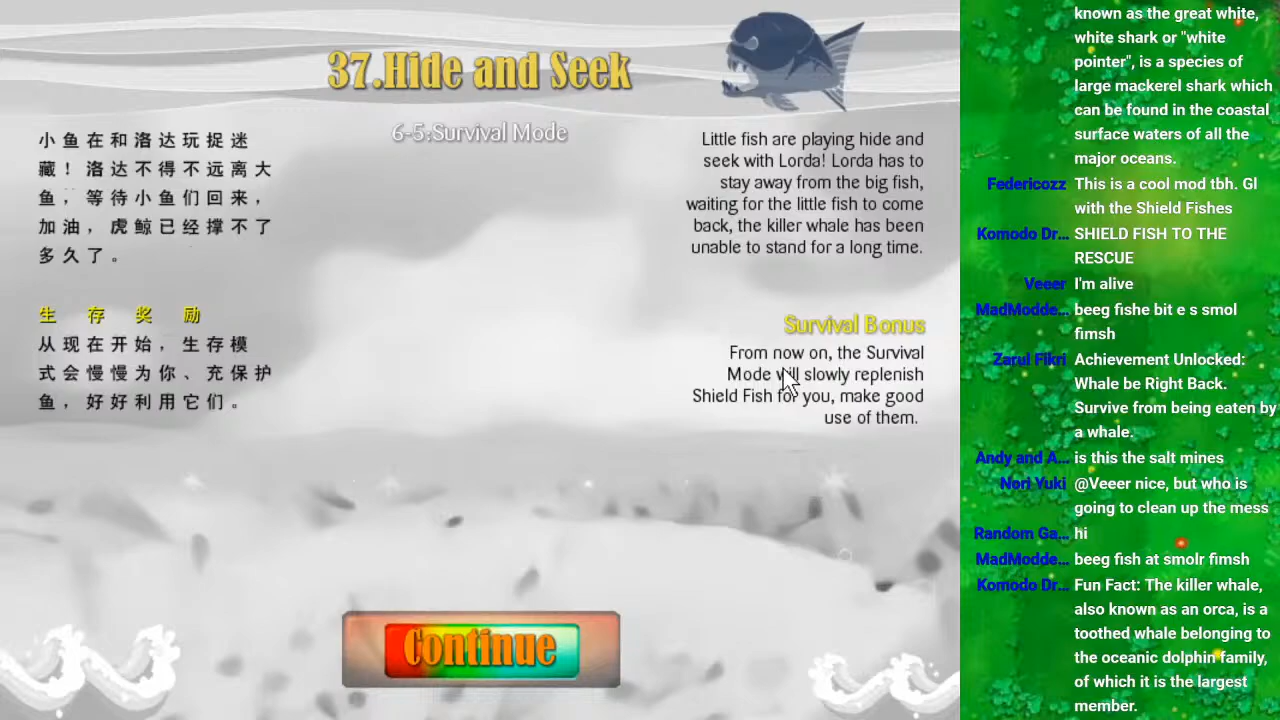 37.Hide and Seek
6-5:Survival Mode
小鱼在和洛达玩捉迷
藏！洛达不得不远离大
鱼，等待小鱼们回来，
加油，虎鲸已经撑不了
多久了。
生存奖励
从现在开始，生存模
式会慢慢为你、充保护
鱼，好好利用它们。
Little fish are playing hide and
seek with Lorda! Lorda has to
stay away from the big fish,
waiting for the little fish to come
back, the killer whale has been
unable to stand for a long time.
Survival Bonus
From now on, the Survival
Mode will slowly replenish
Shield Fish for you, make good
use of them.
Continue
known as the great white,
white shark or "white
pointer", is a species of
large mackerel shark which
can be found in the coastal
surface waters of all the
major oceans.
Federicozz This is a cool mod tbh. Gl
with the Shield Fishes
Komodo Dr... SHIELD FISH TO THE
RESCUE
Veeer I'm alive
MadModde... beeg fishe bit e s smol
fimsh
Zarul Fikri Achievement Unlocked:
Whale be Right Back.
Survive from being eaten by
a whale.
Andy and A... is this the salt mines
Nori Yuki @Veeer nice, but who is
going to clean up the mess
Random Ga... hi
MadModde... beeg fish at smolr fimsh
Komodo Dr... Fun Fact: The killer whale,
also known as an orca, is a
toothed whale belonging to
the oceanic dolphin family,
of which it is the largest
member.